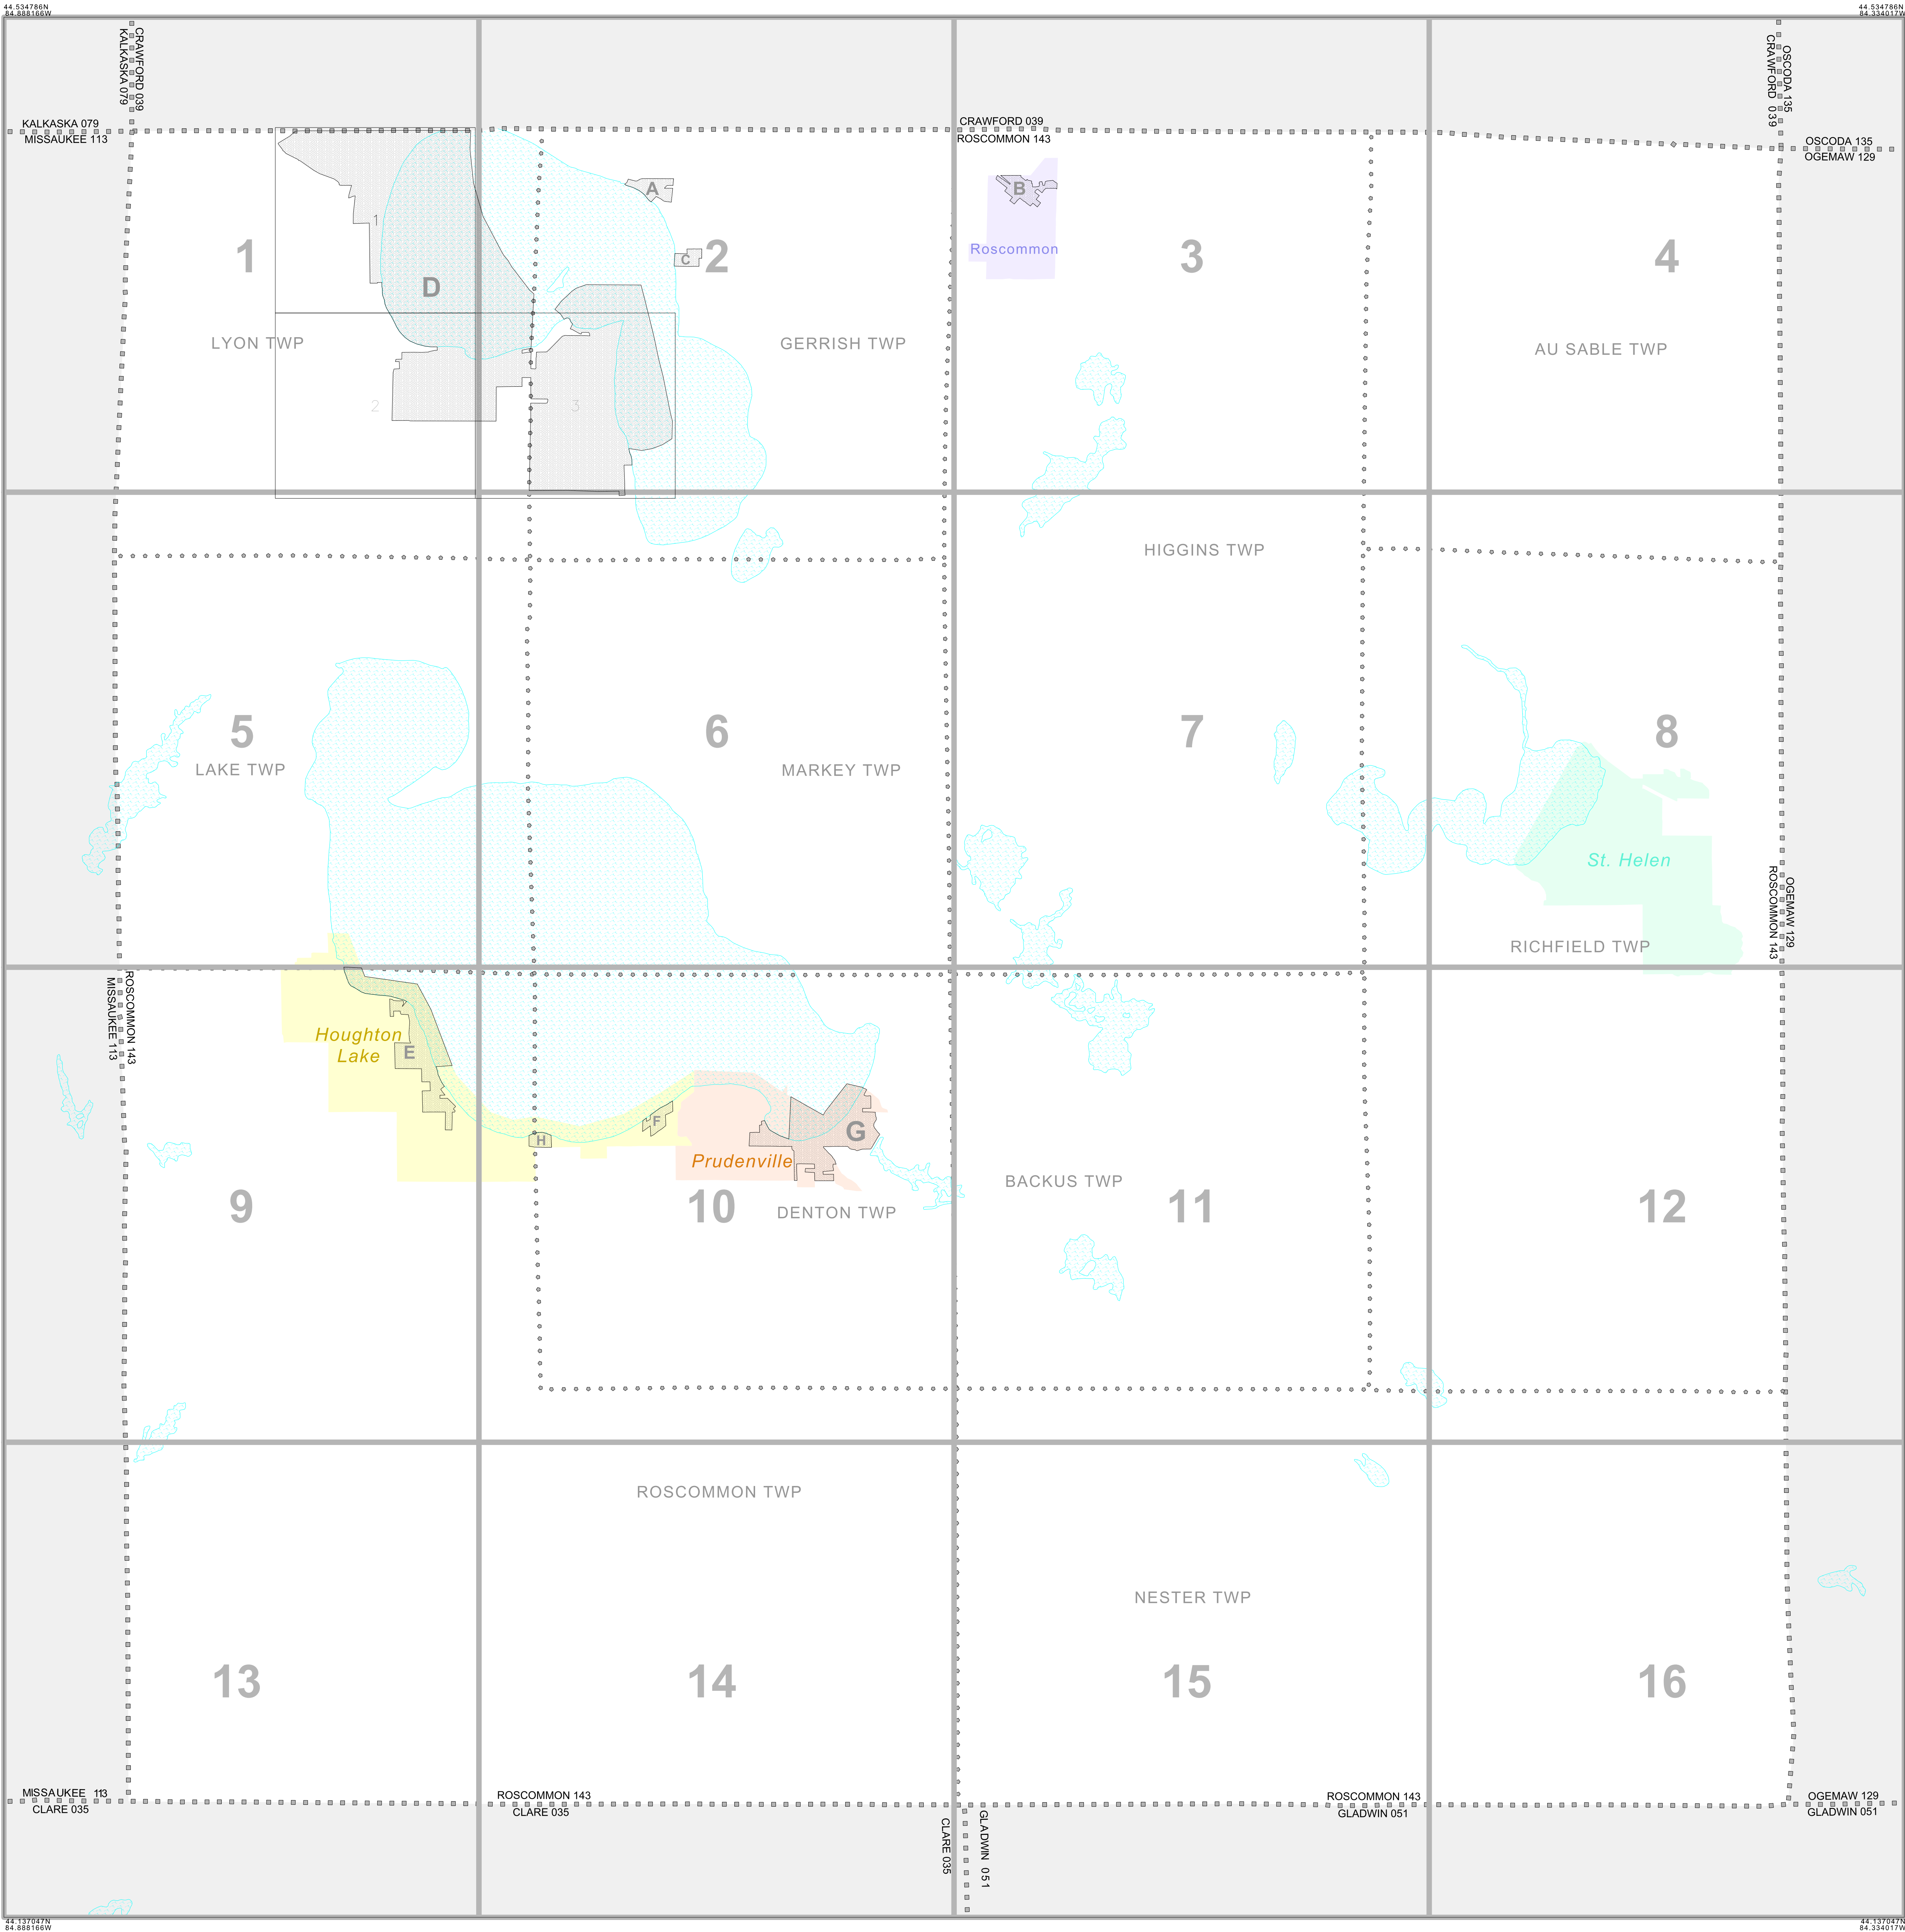 44.534786N
84.888166W
44.534786N
84.334017W
KALKASKA 079
CRAWFORD 039
CRAWFORD 039
OSCODA 135
KALKASKA 079
MISSAUKEE 113
CRAWFORD 039
ROSCOMMON 143
OSCODA 135
OGEMAW 129
A
B
1
1
Roscommon
C
2
3
4
D
LYON TWP
GERRISH TWP
AU SABLE TWP
2
3
HIGGINS TWP
5
6
7
8
LAKE TWP
MARKEY TWP
St. Helen
ROSCOMMON 143
OGEMAW 129
RICHFIELD TWP
MISSAUKEE 113
ROSCOMMON 143
Houghton
Lake
E
F
G
H
Prudenville
BACKUS TWP
9
10
11
12
DENTON TWP
ROSCOMMON TWP
NESTER TWP
13
14
15
16
MISSAUKEE 113
CLARE 035
ROSCOMMON 143
CLARE 035
ROSCOMMON 143
GLADWIN 051
OGEMAW 129
GLADWIN 051
CLARE 035
GLADWIN 051
44.137047N
84.888166W
44.137047N
84.334017W